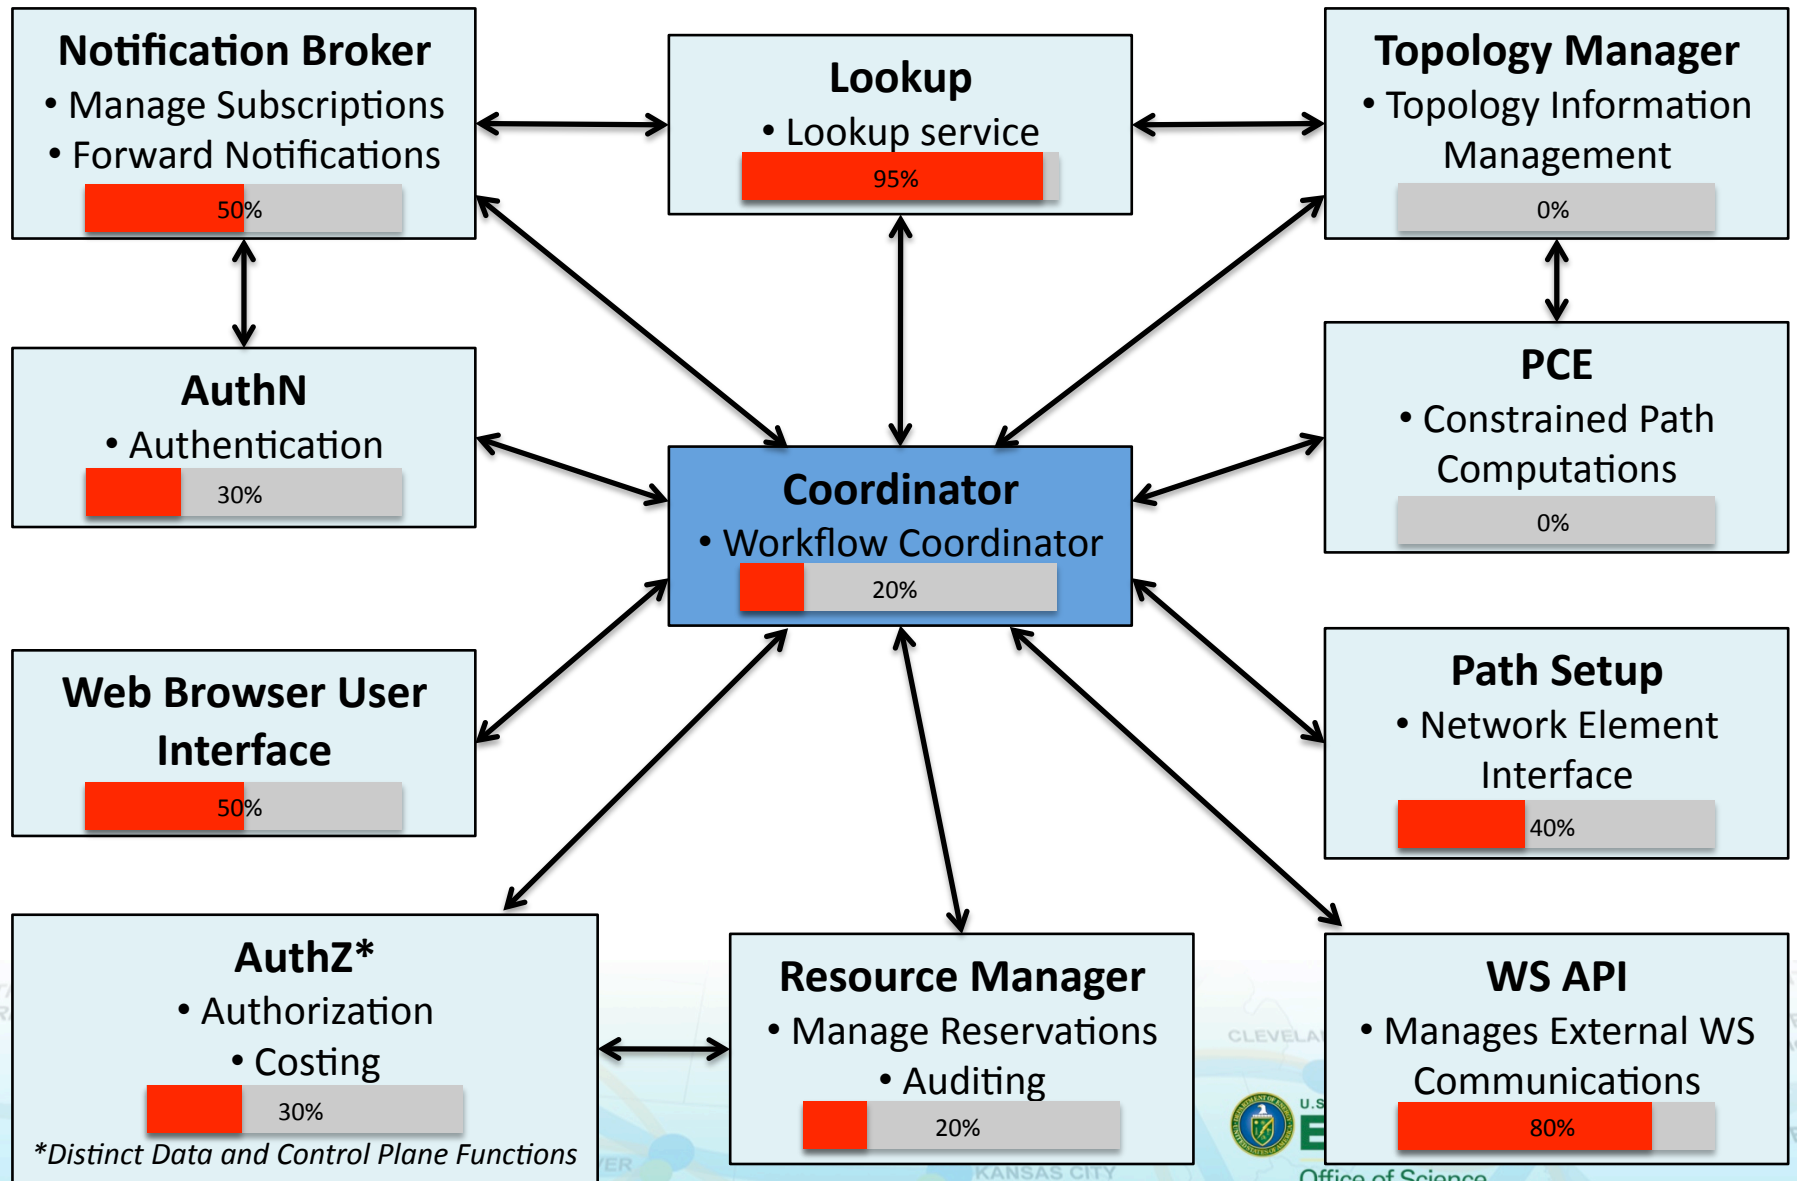 Notification Broker
• Manage Subscriptions
• Forward Notifications
50%
Lookup
• Lookup service
95%
Topology Manager
• Topology Information
Management
0%
AuthN
• Authentication
30%
PCE
• Constrained Path
Computations
0%
Coordinator
• Workflow Coordinator
20%
Web Browser User
Interface
50%
Path Setup
• Network Element
Interface
40%
AuthZ*
• Authorization
• Costing
30%
*Distinct Data and Control Plane Functions
Resource Manager
• Manage Reservations
• Auditing
20%
WS API
• Manages External WS
Communications
80%
KANSAS CITY
Office of Science